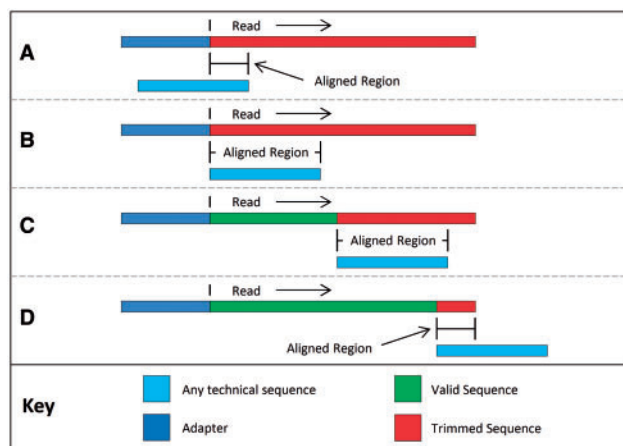 A
Read
Aligned Region
B
Read
Aligned Region
C
Read
Aligned Region
D
Read
Aligned Region
Key
Any technical sequence
Valid Sequence
Adapter
Trimmed Sequence